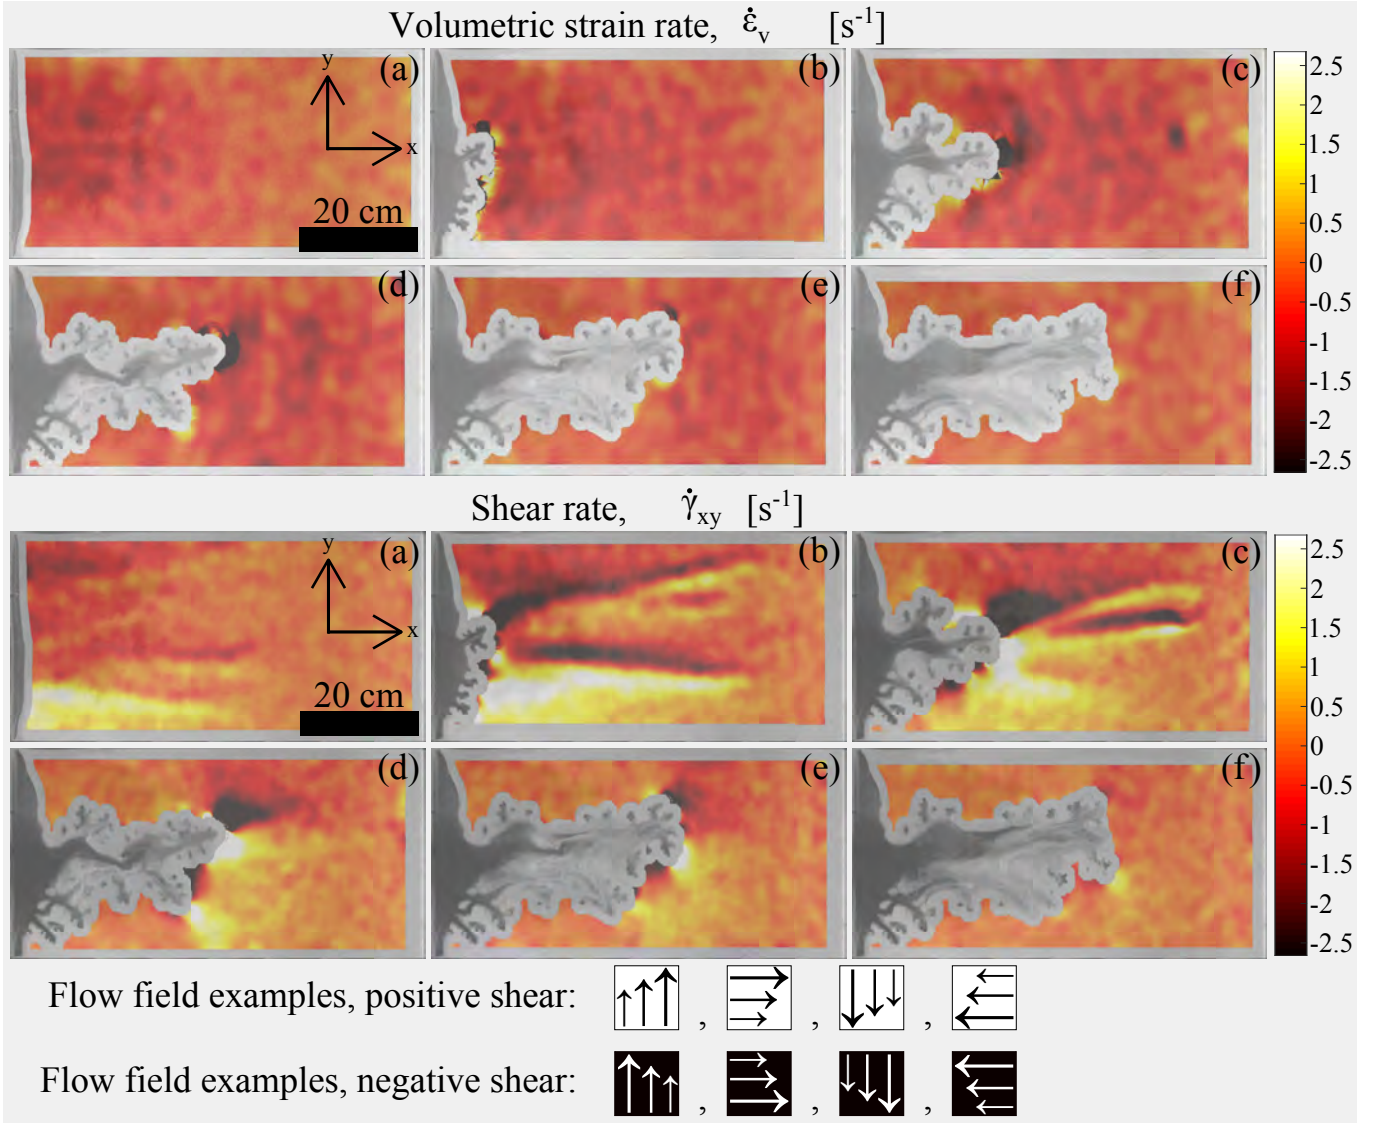 Volumetric strain rate, ε̇v [s-1]
(a) (b) (c)
y
x
20 cm
(d) (e) (f)
2.5
2
1.5
1
0.5
0
-0.5
-1
-1.5
-2
-2.5
Shear rate, γ̇xy [s-1]
(a) (b) (c)
y
x
20 cm
(d) (e) (f)
2.5
2
1.5
1
0.5
0
-0.5
-1
-1.5
-2
-2.5
Flow field examples, positive shear: , , ,
Flow field examples, negative shear: , , ,